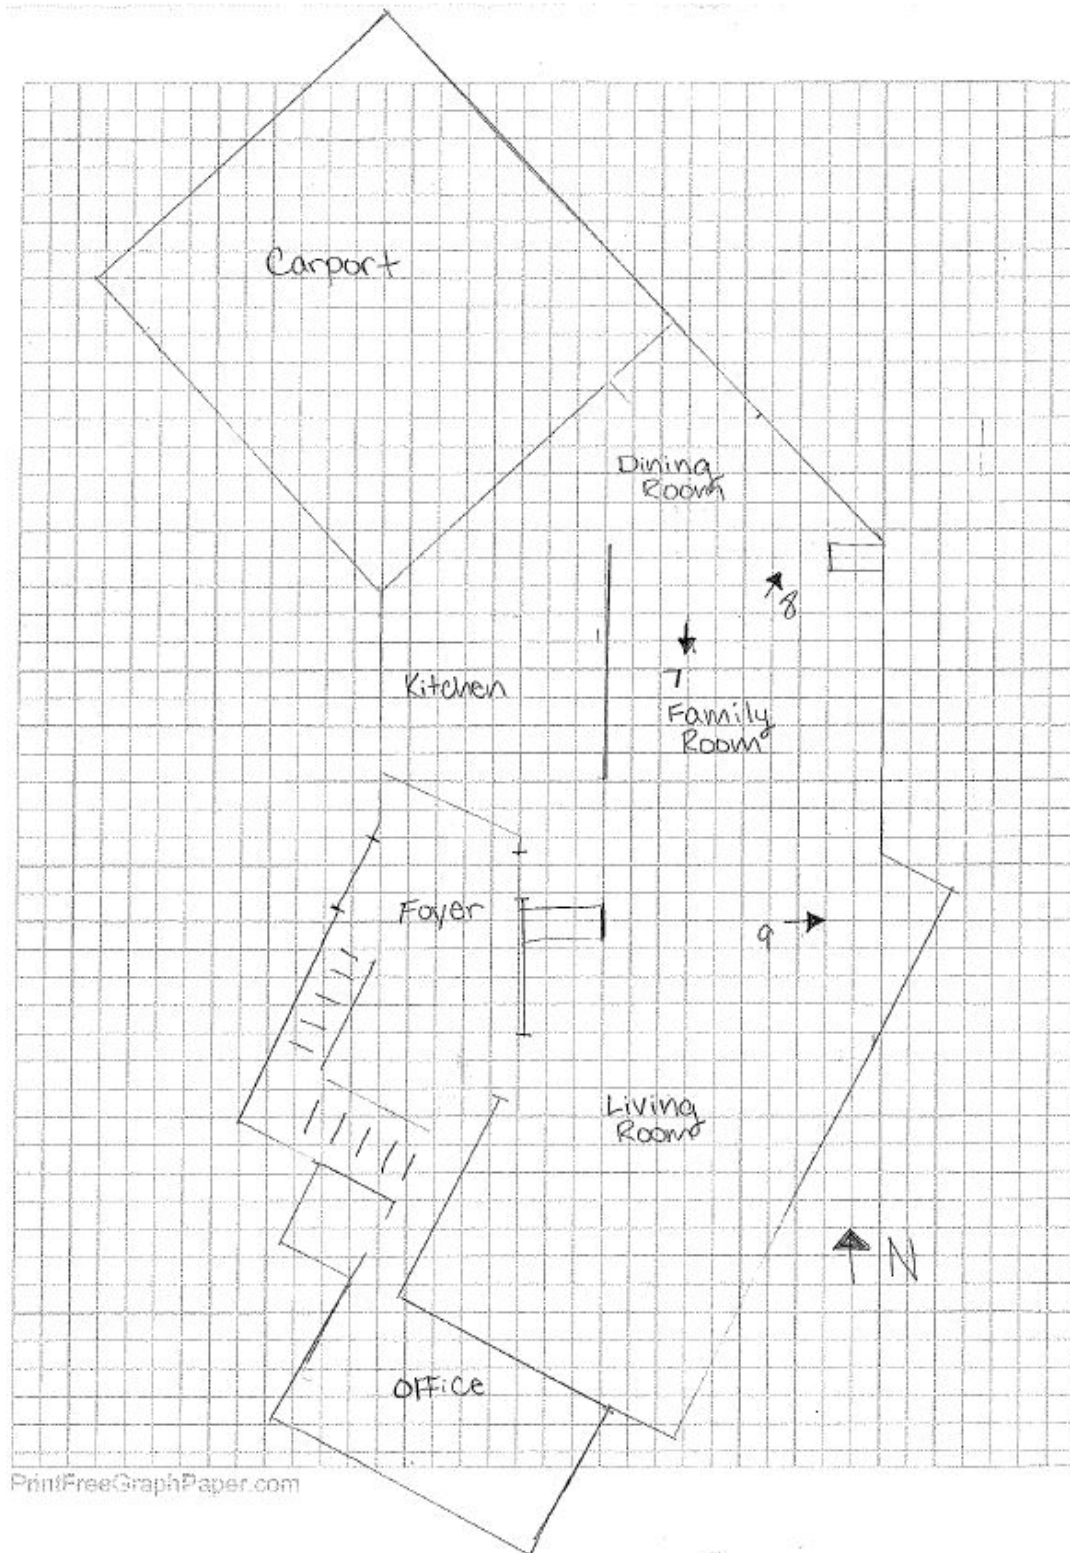 Carport
Dining
Room
8
7
Kitchen
Family
Room
Foyer
9
Living
Room
N
Office
PrintFreeGraphPaper.com